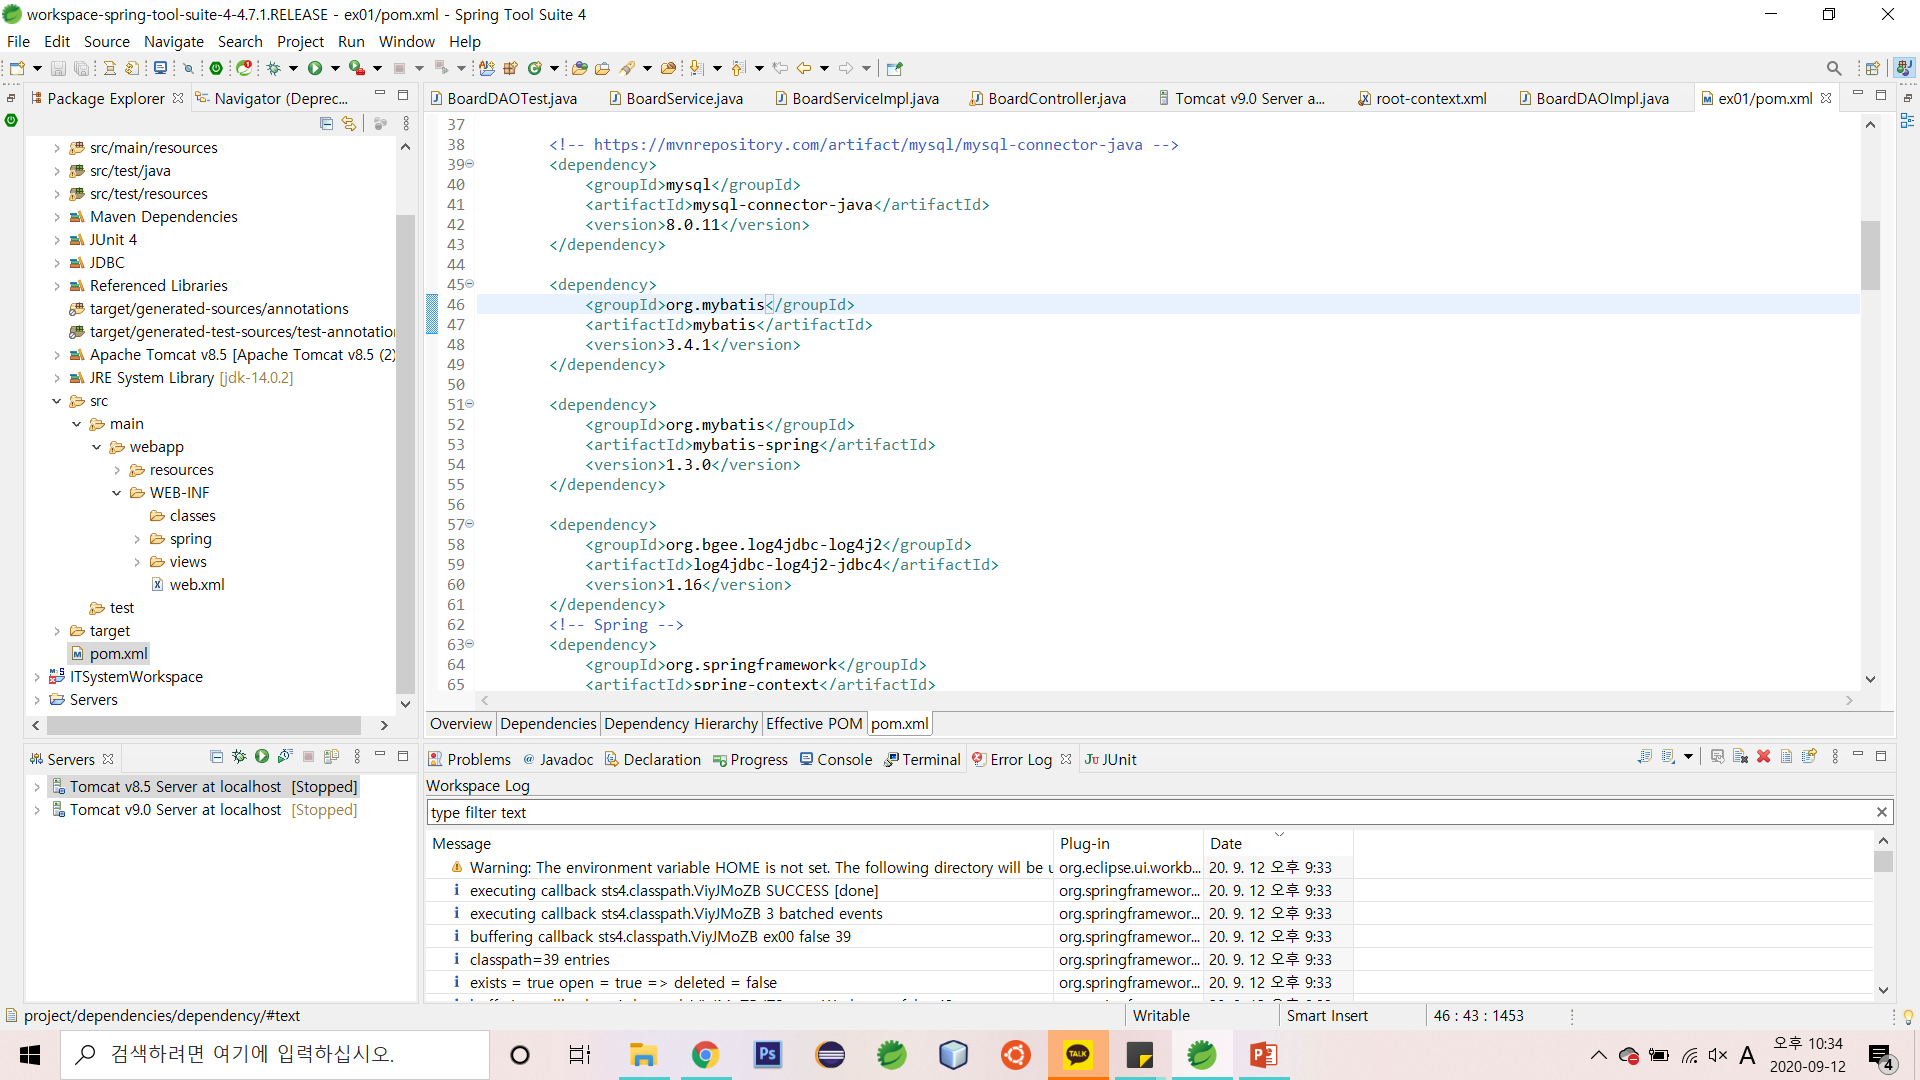 workspace-spring-tool-suite-4-4.7.1.RELEASE - ex01/pom.xml - Spring Tool Suite 4
File Edit Source Navigate Search Project Run Window Help
Package Explorer
Navigator (Deprec...
BoardDAOTest.java
BoardService.java
BoardServiceImpl.java
BoardController.java
Tomcat v9.0 Server a...
root-context.xml
BoardDAOImpl.java
ex01/pom.xml
src/main/resources
src/test/java
src/test/resources
Maven Dependencies
JUnit 4
JDBC
Referenced Libraries
target/generated-sources/annotations
target/generated-test-sources/test-annotation
Apache Tomcat v8.5 [Apache Tomcat v8.5 (2)
JRE System Library [jdk-14.0.2]
src
main
webapp
resources
WEB-INF
classes
spring
views
web.xml
test
target
pom.xml
ITSystemWorkspace
Servers
37
38 <!-- https://mvnrepository.com/artifact/mysql/mysql-connector-java -->
39 <dependency>
40 <groupId>mysql</groupId>
41 <artifactId>mysql-connector-java</artifactId>
42 <version>8.0.11</version>
43 </dependency>
44
45 <dependency>
46 <groupId>org.mybatis</groupId>
47 <artifactId>mybatis</artifactId>
48 <version>3.4.1</version>
49 </dependency>
50
51 <dependency>
52 <groupId>org.mybatis</groupId>
53 <artifactId>mybatis-spring</artifactId>
54 <version>1.3.0</version>
55 </dependency>
56
57 <dependency>
58 <groupId>org.bgee.log4jdbc-log4j2</groupId>
59 <artifactId>log4jdbc-log4j2-jdbc4</artifactId>
60 <version>1.16</version>
61 </dependency>
62 <!-- Spring -->
63 <dependency>
64 <groupId>org.springframework</groupId>
65 <artifactId>spring-context</artifactId>
Overview Dependencies Dependency Hierarchy Effective POM pom.xml
Servers
Tomcat v8.5 Server at localhost [Stopped]
Tomcat v9.0 Server at localhost [Stopped]
Problems @ Javadoc Declaration Progress Console Terminal Error Log JUnit
Workspace Log
type filter text
Message Plug-in Date
Warning: The environment variable HOME is not set. The following directory will be u org.eclipse.ui.workb... 20. 9. 12 오후 9:33
executing callback sts4.classpath.ViyJMoZB SUCCESS [done] org.springframewor... 20. 9. 12 오후 9:33
executing callback sts4.classpath.ViyJMoZB 3 batched events org.springframewor... 20. 9. 12 오후 9:33
buffering callback sts4.classpath.ViyJMoZB ex00 false 39 org.springframewor... 20. 9. 12 오후 9:33
classpath=39 entries org.springframewor... 20. 9. 12 오후 9:33
exists = true open = true => deleted = false org.springframewor... 20. 9. 12 오후 9:33
project/dependencies/dependency/#text
Writable
Smart Insert
46 : 43 : 1453
검색하려면 여기에 입력하십시오.
Ps
TALK
A
오후 10:34
2020-09-12
4